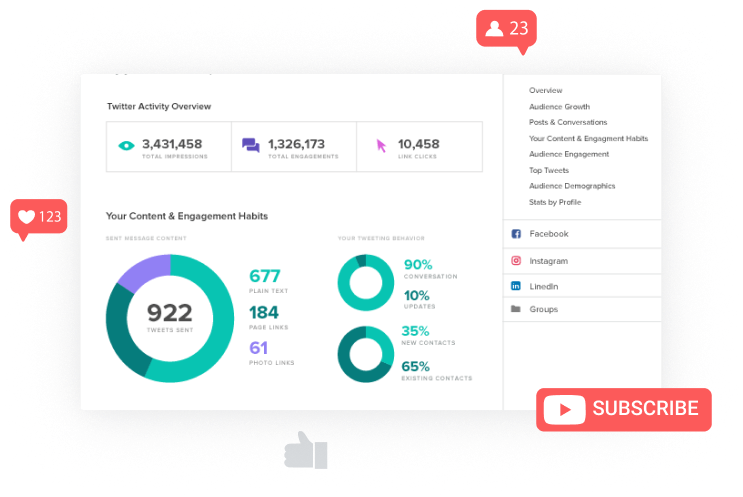 23
Twitter Activity Overview
3,431,458
TOTAL IMPRESSIONS
1,326,173
TOTAL ENGAGEMENTS
10,458
LINK CLICKS
Overview
Audience Growth
Posts & Conversations
Your Content & Engagment Habits
Audience Engagement
Top Tweets
Audience Demographics
Stats by Profile
Facebook
Instagram
LinedIn
Groups
123
Your Content & Engagement Habits
SENT MESSAGE CONTENT
922
TWEETS SENT
677
PLAIN TEXT
184
PAGE LINKS
61
PHOTO LINKS
YOUR TWEETING BEHAVIOR
90%
CONVERSATION
10%
UPDATES
35%
NEW CONTACTS
65%
EXISTING CONTACTS
SUBSCRIBE